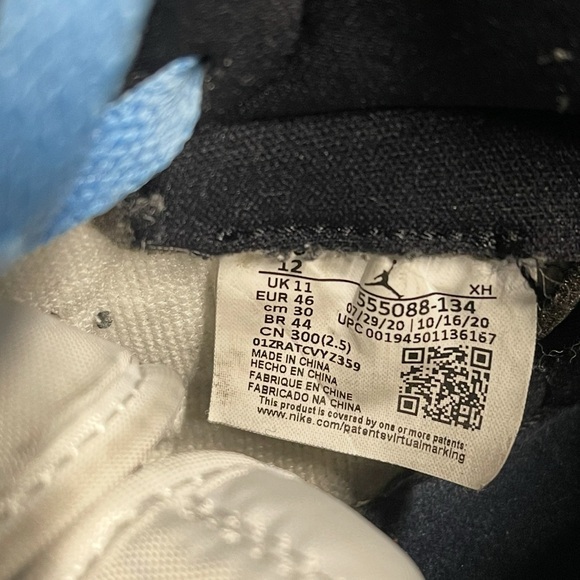 12
XH
UK 11
555088-134
EUR 46
07/29/20 | 10/16/20
cm 30
UPC 00194501136167
BR 44
CN 300(2.5)
01ZRATCVYZ359
MADE IN CHINA
HECHO EN CHINA
FABRIQUE EN CHINE
FABRICADO NA CHINA
This product is covered by one or more patents:
www.nike.com/patentsvirtualmarking